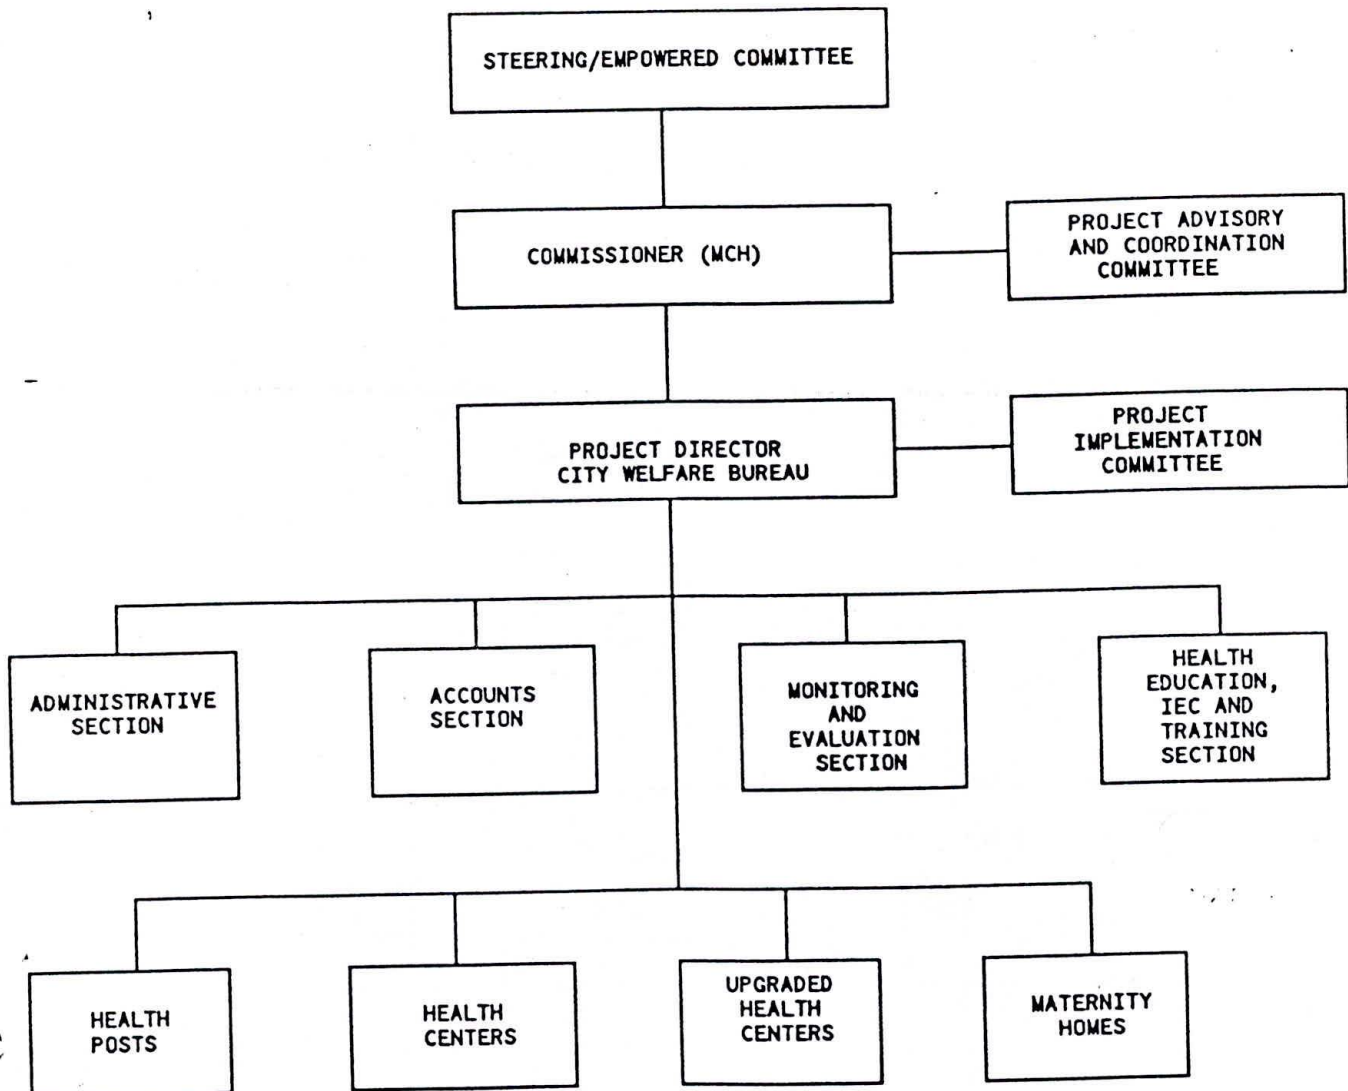 STEERING/EMPOWERED COMMITTEE
COMMISSIONER (MCH)
PROJECT ADVISORY
AND COORDINATION
COMMITTEE
PROJECT DIRECTOR
CITY WELFARE BUREAU
PROJECT
IMPLEMENTATION
COMMITTEE
ADMINISTRATIVE
SECTION
ACCOUNTS
SECTION
MONITORING
AND
EVALUATION
SECTION
HEALTH
EDUCATION,
IEC AND
TRAINING
SECTION
HEALTH
POSTS
HEALTH
CENTERS
UPGRADED
HEALTH
CENTERS
MATERNITY
HOMES